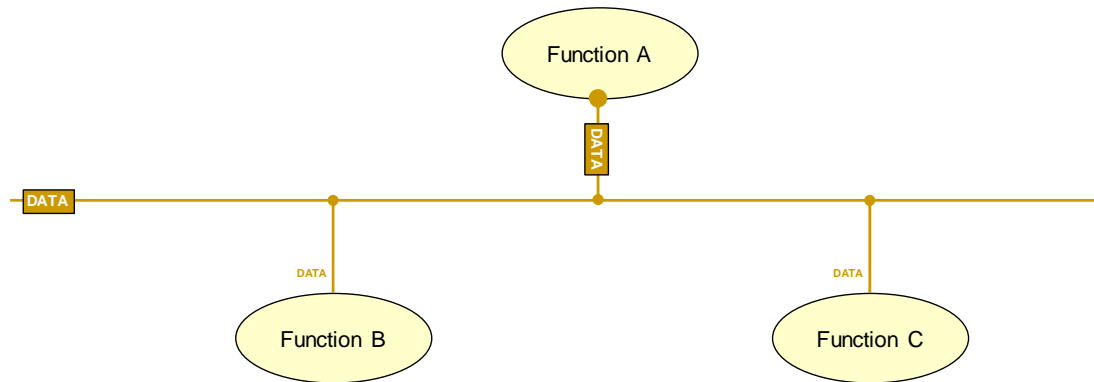 Function A
DATA
DATA
DATA
DATA
Function B
Function C